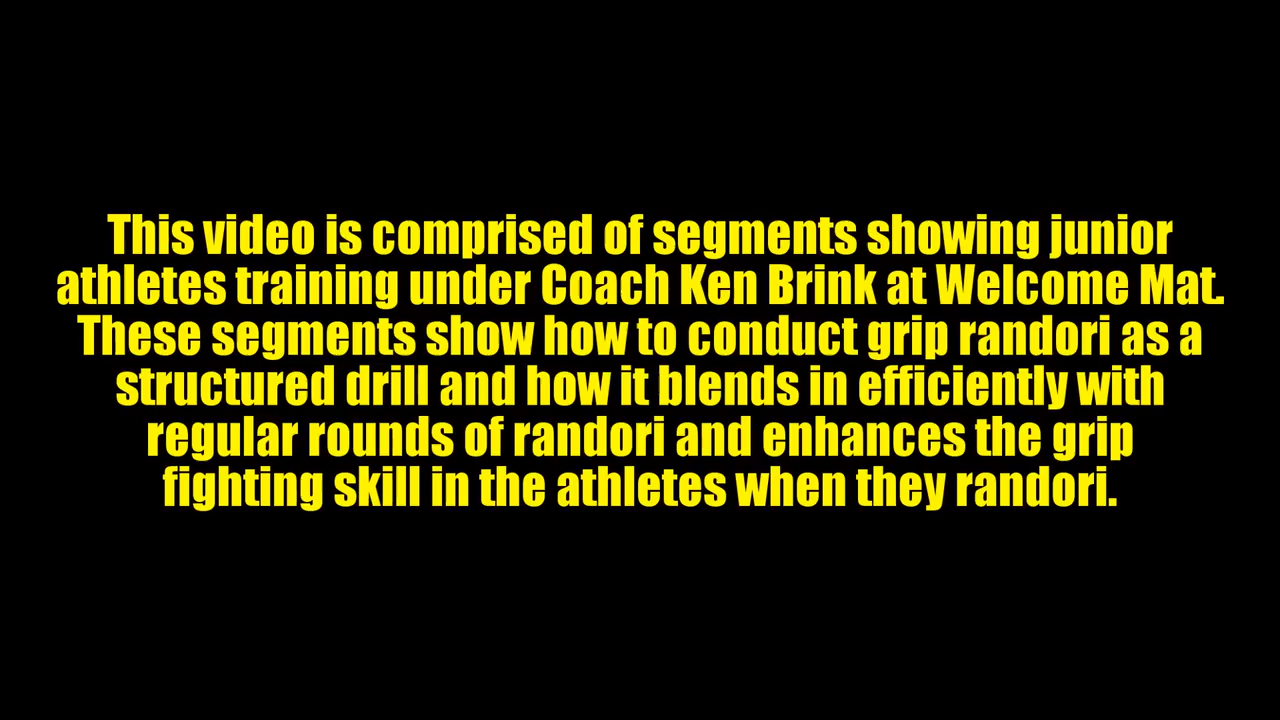 This video is comprised of segments showing junior
athletes training under Coach Ken Brink at Welcome Mat.
These segments show how to conduct grip randori as a
structured drill and how it blends in efficiently with
regular rounds of randori and enhances the grip
fighting skill in the athletes when they randori.